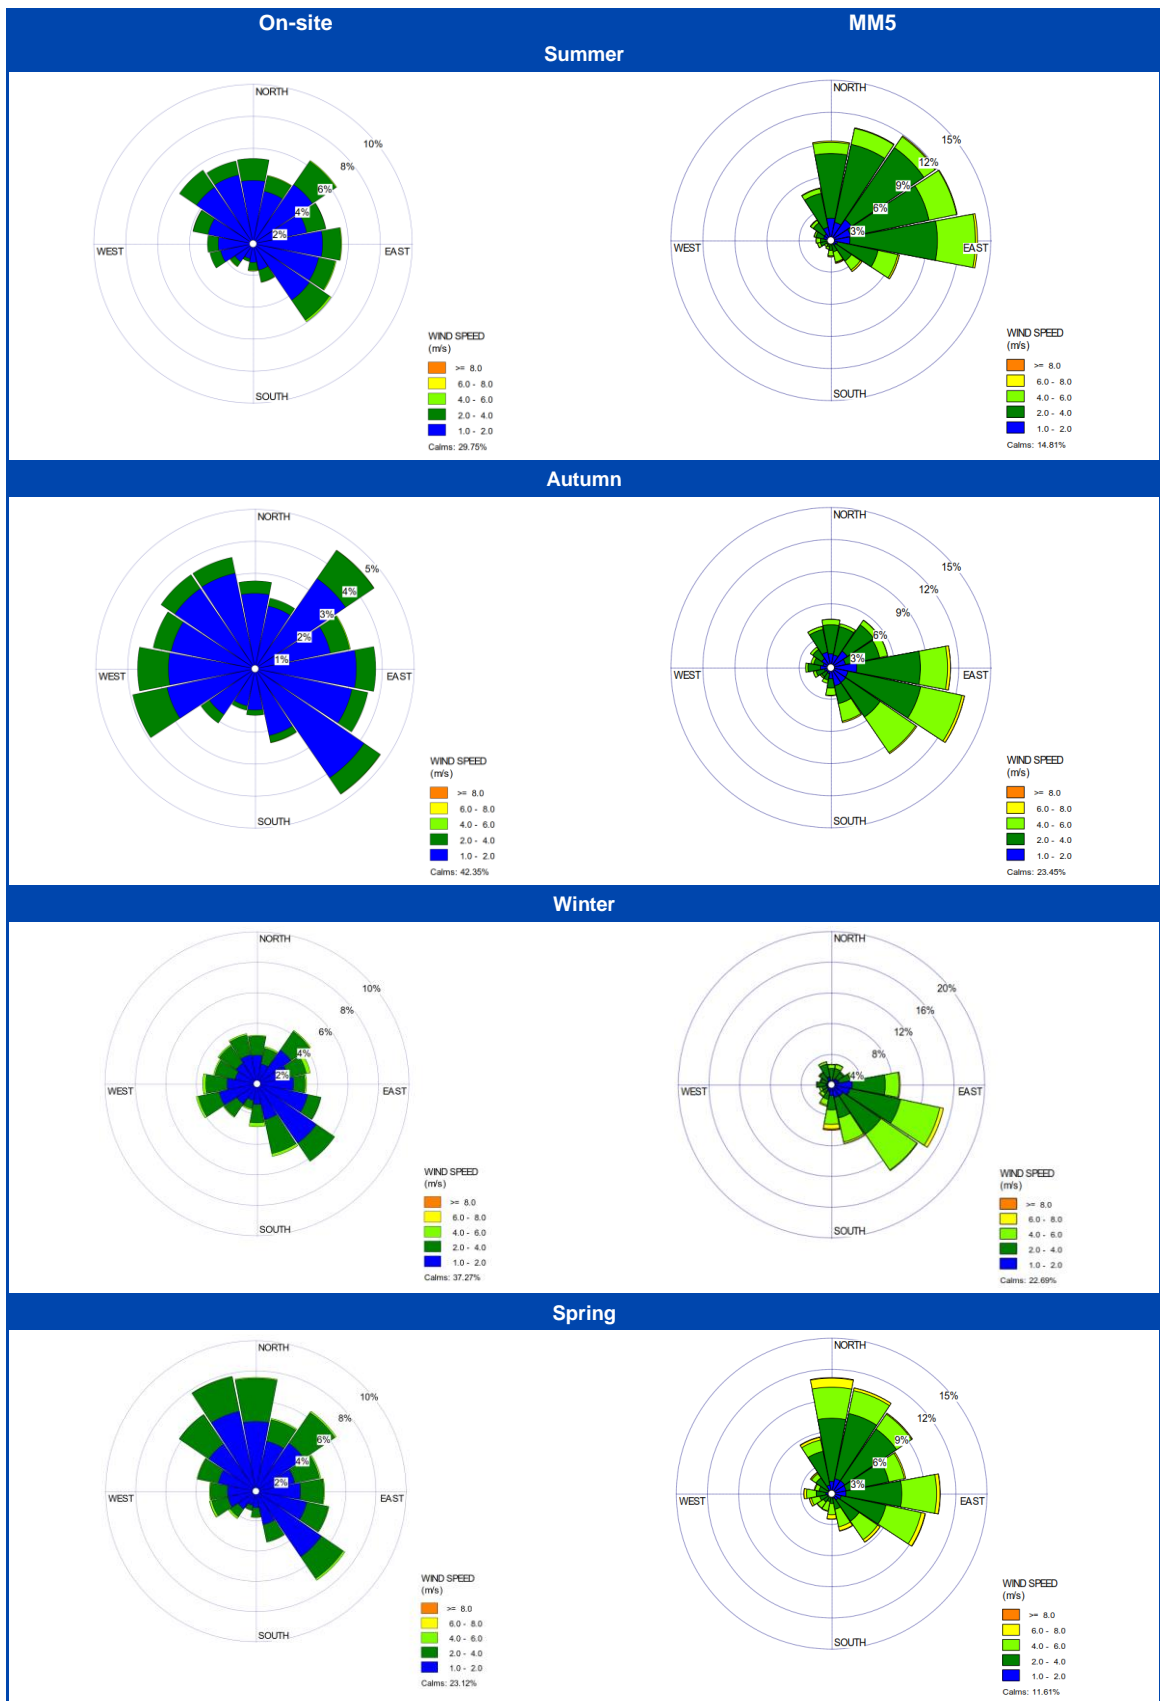 On-site MM5
Summer
NORTH
10%
8%
6%
4%
2%
WEST EAST
SOUTH
WIND SPEED
(m/s)
>= 8.0
6.0 - 8.0
4.0 - 6.0
2.0 - 4.0
1.0 - 2.0
Calms: 29.75%
NORTH
15%
12%
9%
6%
3%
EAST
SOUTH
WIND SPEED
(m/s)
>= 8.0
6.0 - 8.0
4.0 - 6.0
2.0 - 4.0
1.0 - 2.0
Calms: 14.81%
WEST
Autumn
NORTH
5%
4%
3%
2%
1%
WEST EAST
SOUTH
WIND SPEED
(m/s)
>= 8.0
6.0 - 8.0
4.0 - 6.0
2.0 - 4.0
1.0 - 2.0
Calms: 42.35%
NORTH
15%
12%
9%
6%
3%
WEST EAST
SOUTH
WIND SPEED
(m/s)
>= 8.0
6.0 - 8.0
4.0 - 6.0
2.0 - 4.0
1.0 - 2.0
Calms: 23.45%
Winter
NORTH
10%
8%
6%
4%
2%
WEST EAST
SOUTH
WIND SPEED
(m/s)
>= 8.0
6.0 - 8.0
4.0 - 6.0
2.0 - 4.0
1.0 - 2.0
Calms: 37.27%
NORTH
20%
16%
12%
8%
4%
WEST EAST
SOUTH
WIND SPEED
(m/s)
>= 8.0
6.0 - 8.0
4.0 - 6.0
2.0 - 4.0
1.0 - 2.0
Calms: 22.69%
Spring
NORTH
10%
8%
6%
4%
2%
WEST EAST
SOUTH
WIND SPEED
(m/s)
>= 8.0
6.0 - 8.0
4.0 - 6.0
2.0 - 4.0
1.0 - 2.0
Calms: 23.12%
NORTH
15%
12%
9%
6%
3%
WEST EAST
SOUTH
WIND SPEED
(m/s)
>= 8.0
6.0 - 8.0
4.0 - 6.0
2.0 - 4.0
1.0 - 2.0
Calms: 11.61%